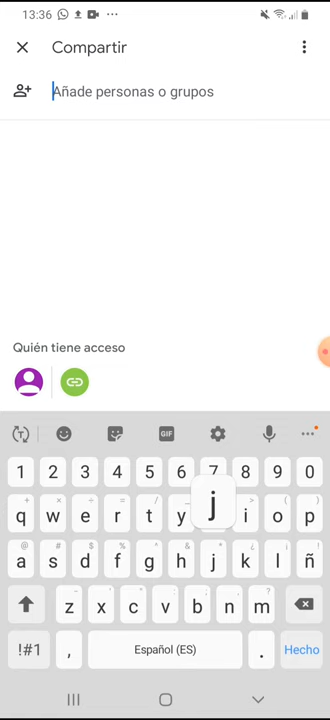 13:36
Compartir
Añade personas o grupos
Quién tiene acceso
GIF
1 2 3 4 5 6 7 8 9 0
q w e r t y j i o p
a s d f g h j k l ñ
z x c v b n m
!#1 , Español (ES) . Hecho